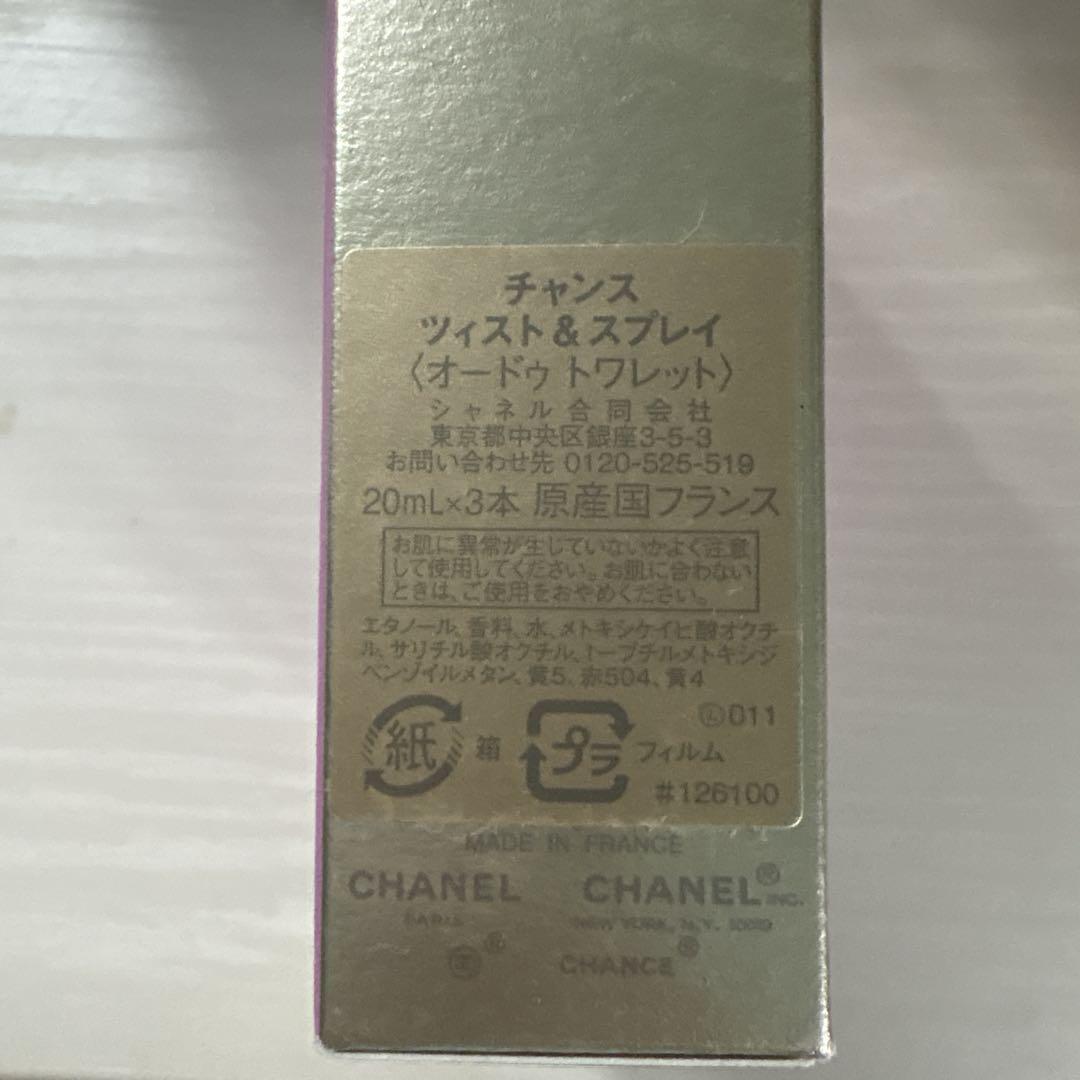 チャンス
ツィスト&スプレイ
〈オードゥ トワレット〉
シャネル合同会社
東京都中央区銀座3-5-3
お問い合わせ先 0120-525-519
20mL×3本 原産国フランス
お肌に異常が生じていないかよく注意
して使用してください。お肌に合わない
ときは、ご使用をおやめください。
エタノール、香料、水、メトキシケイヒ酸オクチ
ル、サリチル酸オクチル、t-ブチルメトキシジ
ベンゾイルメタン、黄5、赤504、黄4
Ⓛ011
紙 箱 プラ フィルム
#126100
MADE IN FRANCE
CHANEL CHANEL® INC.
PARIS NEW YORK, N.Y.
® CHANCE®